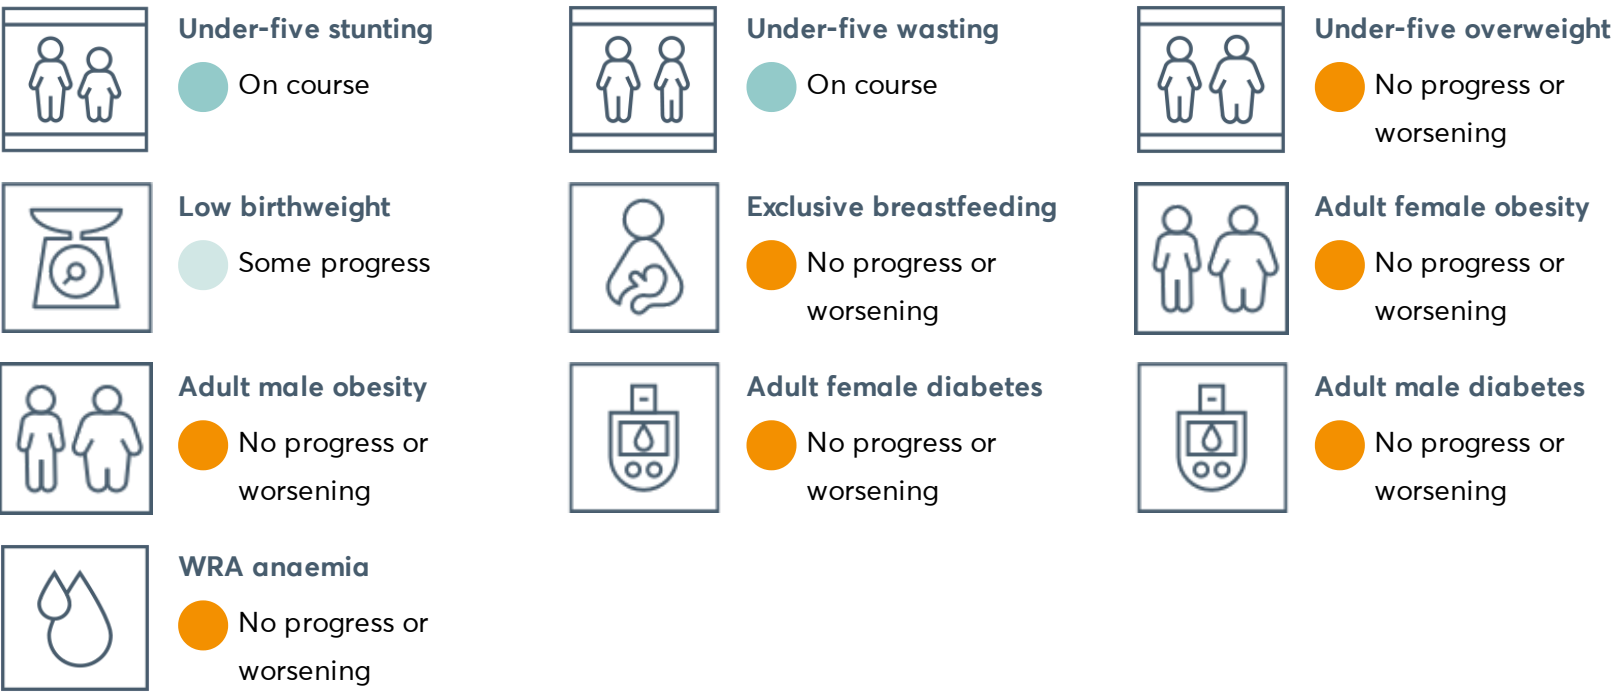 Under-five stunting
On course
Under-five wasting
On course
Under-five overweight
No progress or
worsening
Low birthweight
Some progress
Exclusive breastfeeding
No progress or
worsening
Adult female obesity
No progress or
worsening
Adult male obesity
No progress or
worsening
Adult female diabetes
No progress or
worsening
Adult male diabetes
No progress or
worsening
WRA anaemia
No progress or
worsening